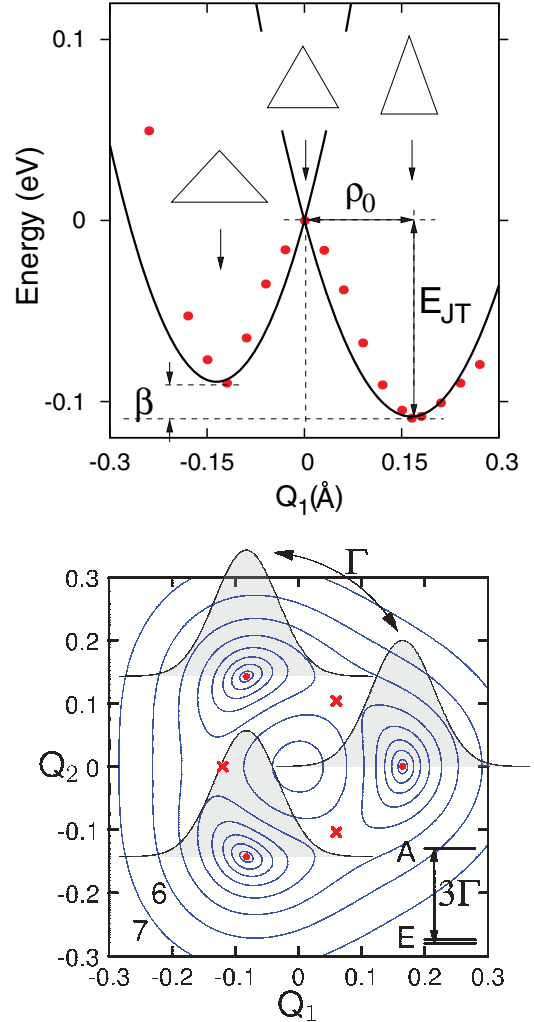 0.1
ρ0
0
Energy (eV)
EJT
β
-0.1
-0.3 -0.15 0 0.15 0.3
Q1(Å)
Γ
0.3
0.2
0.1
Q2 0
-0.1
A
3Γ
-0.2
6
E
7
-0.3
-0.3 -0.2 -0.1 0 0.1 0.2 0.3
Q1